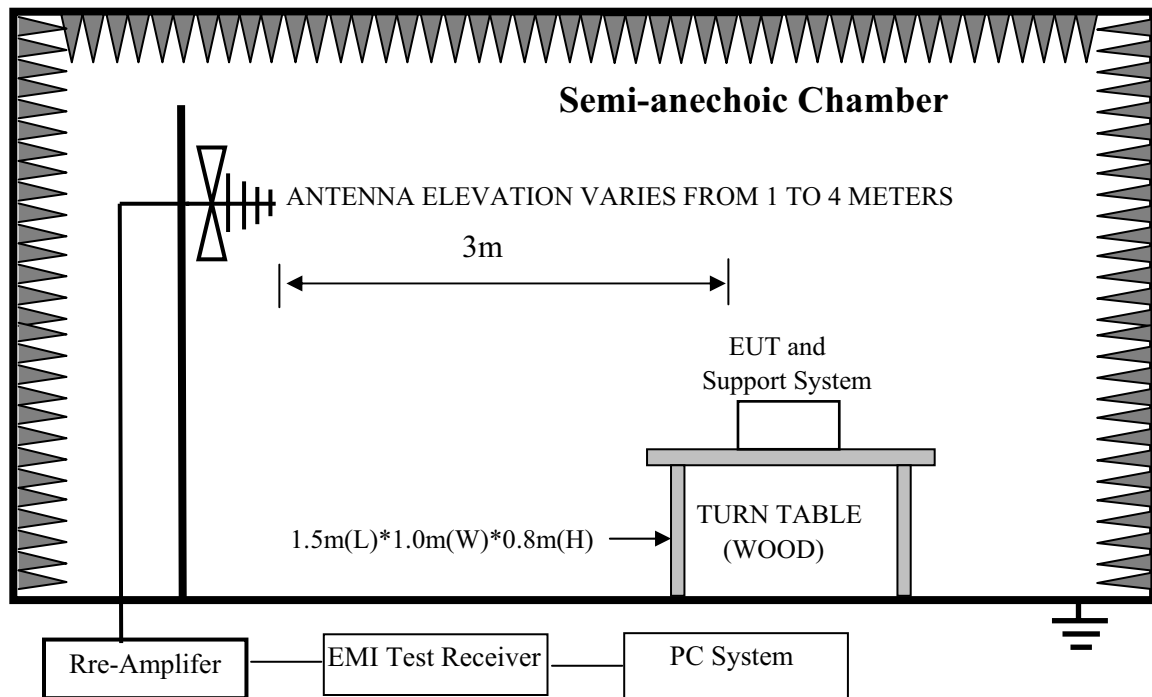 Semi-anechoic Chamber
ANTENNA ELEVATION VARIES FROM 1 TO 4 METERS
3m
EUT and
Support System
1.5m(L)*1.0m(W)*0.8m(H)
TURN TABLE
(WOOD)
Rre-Amplifer
EMI Test Receiver
PC System